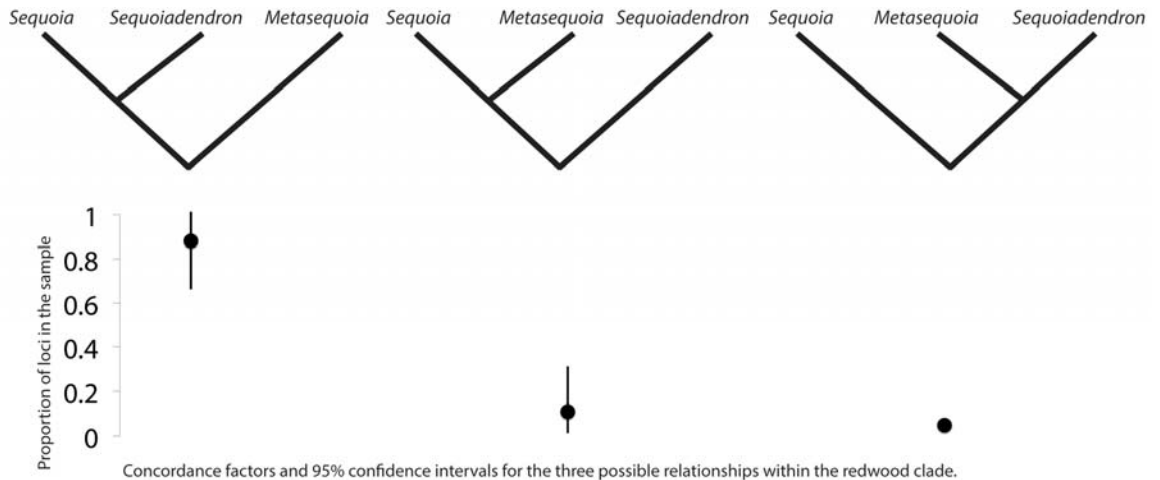 Sequoia Sequoiadendron Metasequoia Sequoia Metasequoia Sequoiadendron Sequoia Metasequoia Sequoiadendron
Proportion of loci in the sample
1
0.8
0.6
0.4
0.2
0
Concordance factors and 95% confidence intervals for the three possible relationships within the redwood clade.